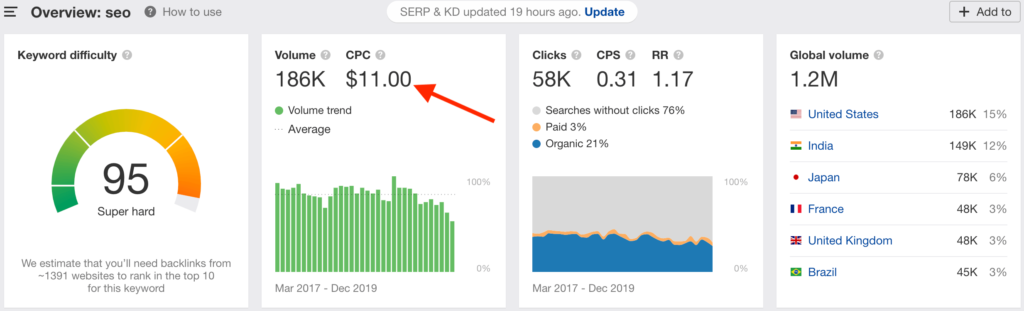 Overview: seo ? How to use SERP & KD updated 19 hours ago. Update + Add to
Keyword difficulty ?
95
Super hard
We estimate that you'll need backlinks from
~1391 websites to rank in the top 10
for this keyword
Volume ? CPC ?
186K $11.00
Volume trend
Average
100%
0%
Mar 2017 - Dec 2019
Clicks ? CPS ? RR ?
58K 0.31 1.17
Searches without clicks 76%
Paid 3%
Organic 21%
100%
0%
Mar 2017 - Dec 2019
Global volume ?
1.2M
United States 186K 15%
India 149K 12%
Japan 78K 6%
France 48K 3%
United Kingdom 48K 3%
Brazil 45K 3%